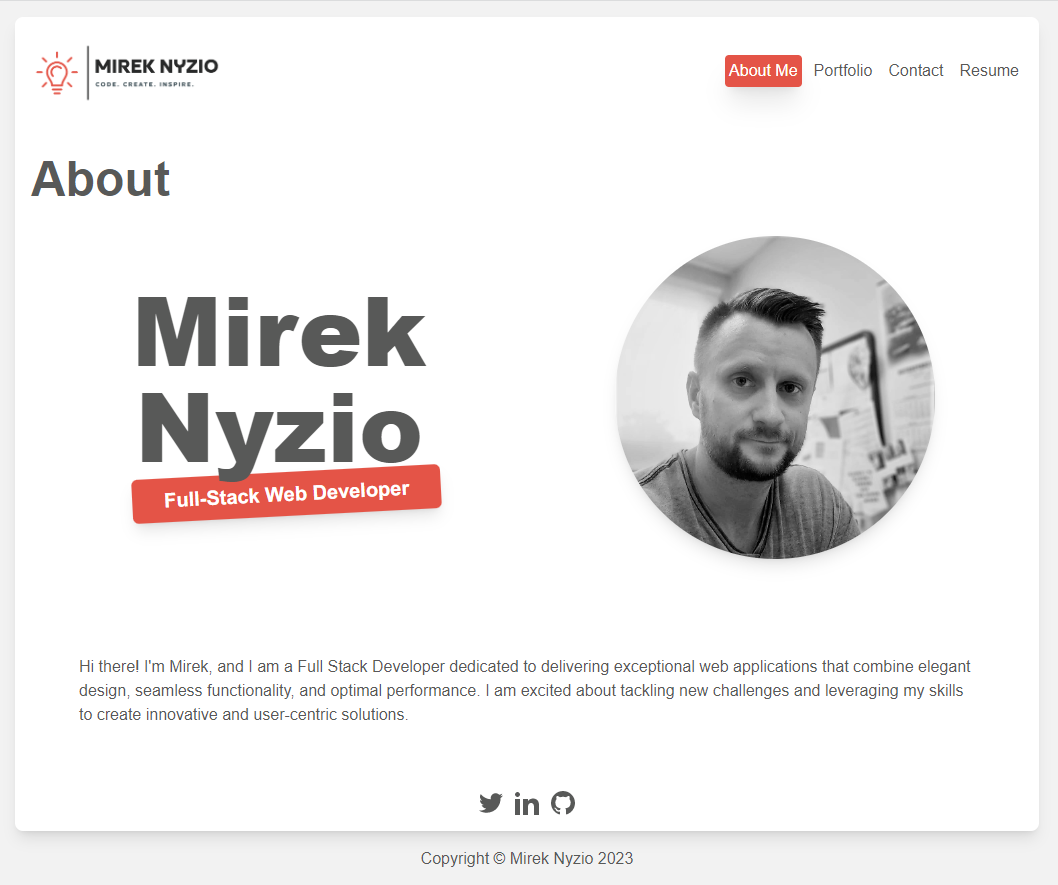 MIREK NYZIO
CODE. CREATE. INSPIRE.
About Me Portfolio Contact Resume
About
Mirek
Nyzio
Full-Stack Web Developer
Hi there! I'm Mirek, and I am a Full Stack Developer dedicated to delivering exceptional web applications that combine elegant
design, seamless functionality, and optimal performance. I am excited about tackling new challenges and leveraging my skills
to create innovative and user-centric solutions.
in
Copyright © Mirek Nyzio 2023